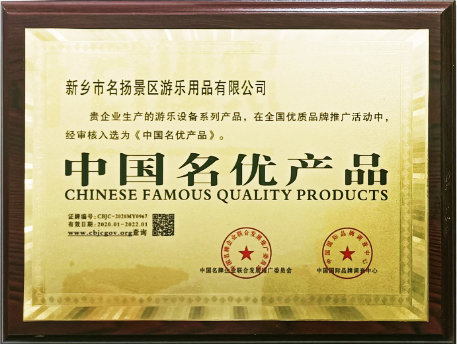 新乡市名扬景区游乐用品有限公司
贵企业生产的游乐设备系列产品，在全国优质品牌推广活动中，
经审核入选为《中国名优产品》。
中国名优产品
CHINESE FAMOUS QUALITY PRODUCTS
证牌编号：CBJC-2020MY0967
有效日期：2020.01-2022.01
www.cbjcgov.org查询
中国名牌企业联合发展推广委员会
中国国际品牌调查中心